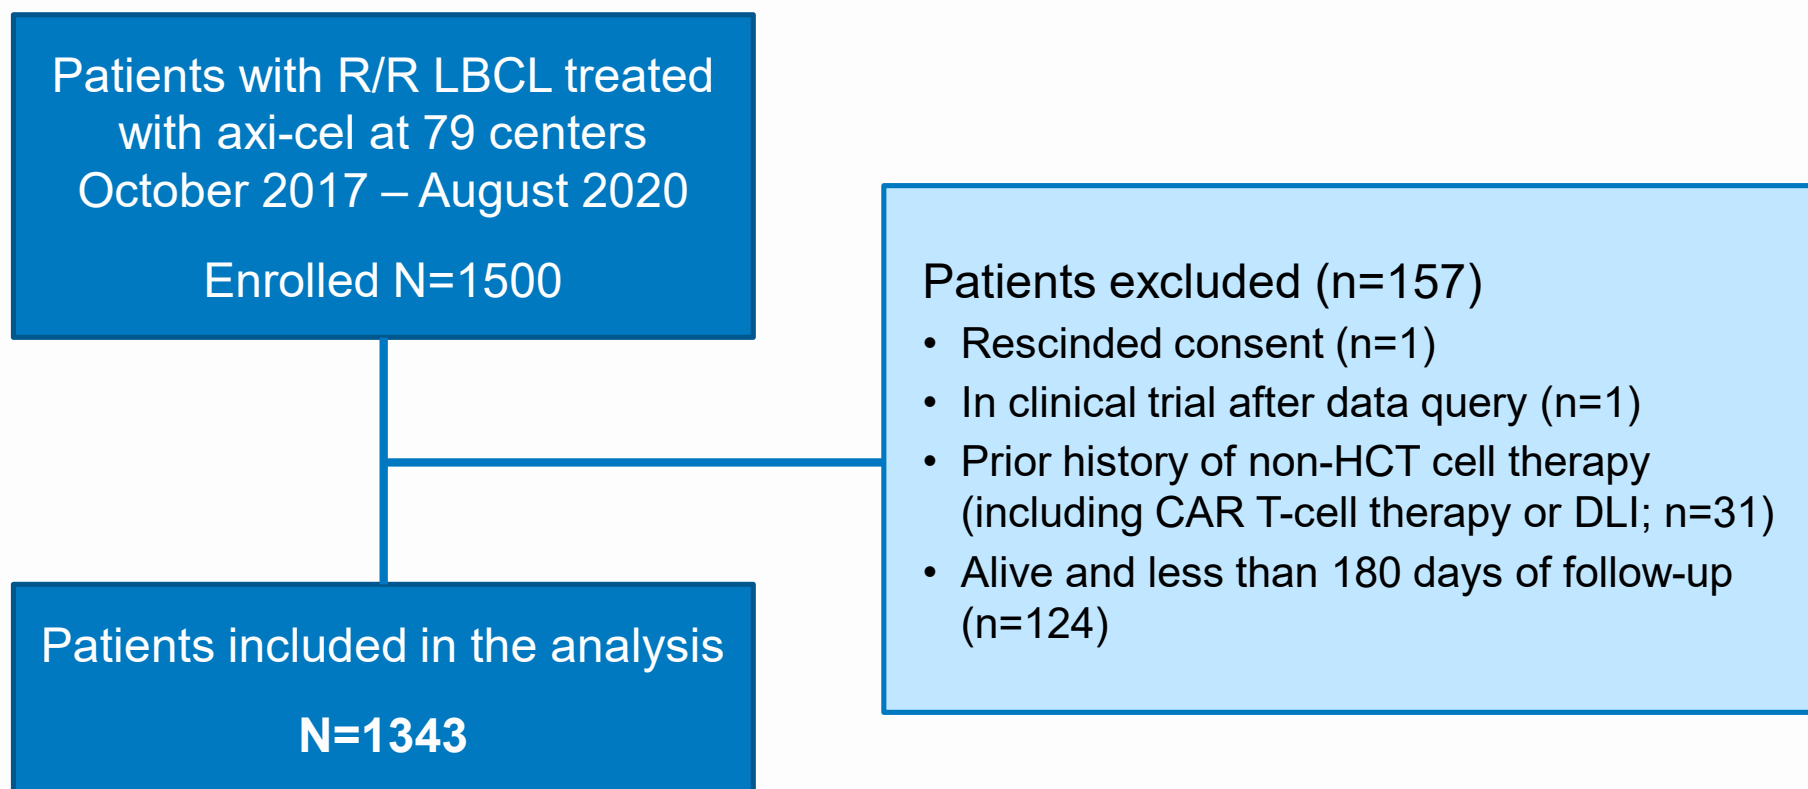 Patients with R/R LBCL treated
with axi-cel at 79 centers
October 2017 – August 2020
Enrolled N=1500
Patients excluded (n=157)
• Rescinded consent (n=1)
• In clinical trial after data query (n=1)
• Prior history of non-HCT cell therapy
(including CAR T-cell therapy or DLI; n=31)
• Alive and less than 180 days of follow-up
(n=124)
Patients included in the analysis
N=1343